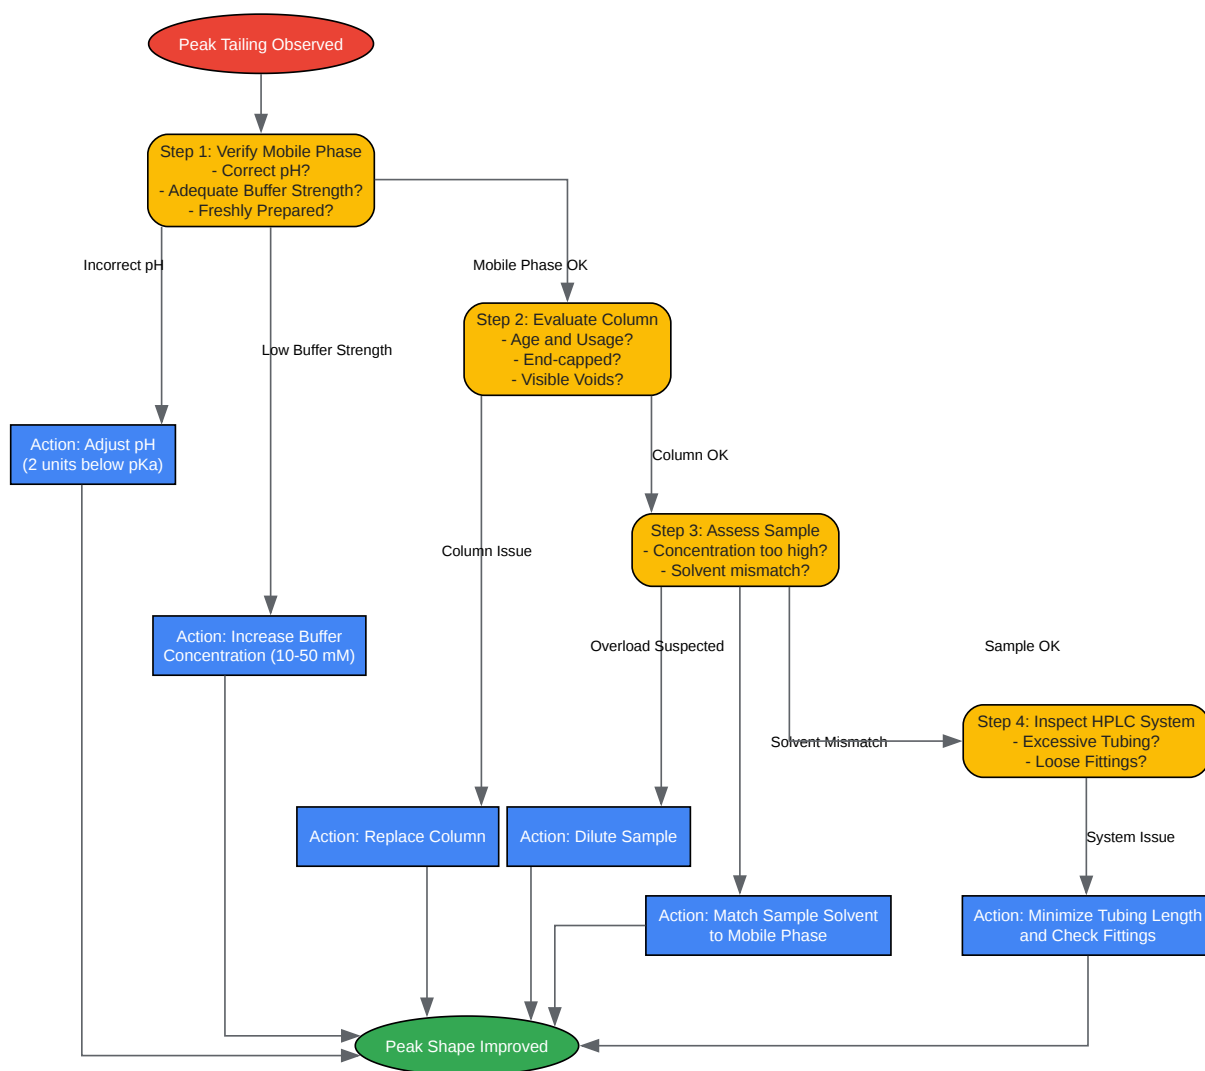 Peak Tailing Observed
Step 1: Verify Mobile Phase
- Correct pH?
- Adequate Buffer Strength?
- Freshly Prepared?
Incorrect pH
Mobile Phase OK
Step 2: Evaluate Column
- Age and Usage?
- End-capped?
- Visible Voids?
Low Buffer Strength
Action: Adjust pH
(2 units below pKa)
Column OK
Step 3: Assess Sample
- Concentration too high?
- Solvent mismatch?
Column Issue
Action: Increase Buffer
Concentration (10-50 mM)
Overload Suspected
Sample OK
Step 4: Inspect HPLC System
- Excessive Tubing?
- Loose Fittings?
Solvent Mismatch
Action: Replace Column
Action: Dilute Sample
System Issue
Action: Match Sample Solvent
to Mobile Phase
Action: Minimize Tubing Length
and Check Fittings
Peak Shape Improved